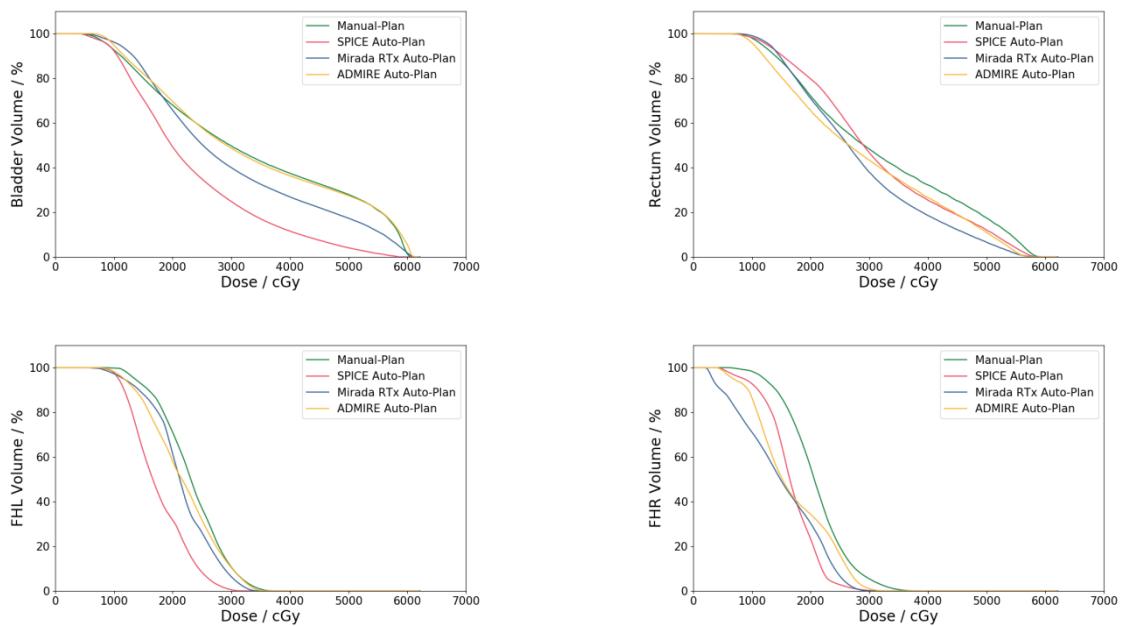 Bladder Volume / %
100
80
60
40
20
0
0 1000 2000 3000 4000 5000 6000 7000
Dose / cGy
Manual-Plan
SPICE Auto-Plan
Mirada RTx Auto-Plan
ADMIRE Auto-Plan
Rectum Volume / %
100
80
60
40
20
0
0 1000 2000 3000 4000 5000 6000 7000
Dose / cGy
Manual-Plan
SPICE Auto-Plan
Mirada RTx Auto-Plan
ADMIRE Auto-Plan
FHL Volume / %
100
80
60
40
20
0
0 1000 2000 3000 4000 5000 6000 7000
Dose / cGy
Manual-Plan
SPICE Auto-Plan
Mirada RTx Auto-Plan
ADMIRE Auto-Plan
FHR Volume / %
100
80
60
40
20
0
0 1000 2000 3000 4000 5000 6000 7000
Dose / cGy
Manual-Plan
SPICE Auto-Plan
Mirada RTx Auto-Plan
ADMIRE Auto-Plan